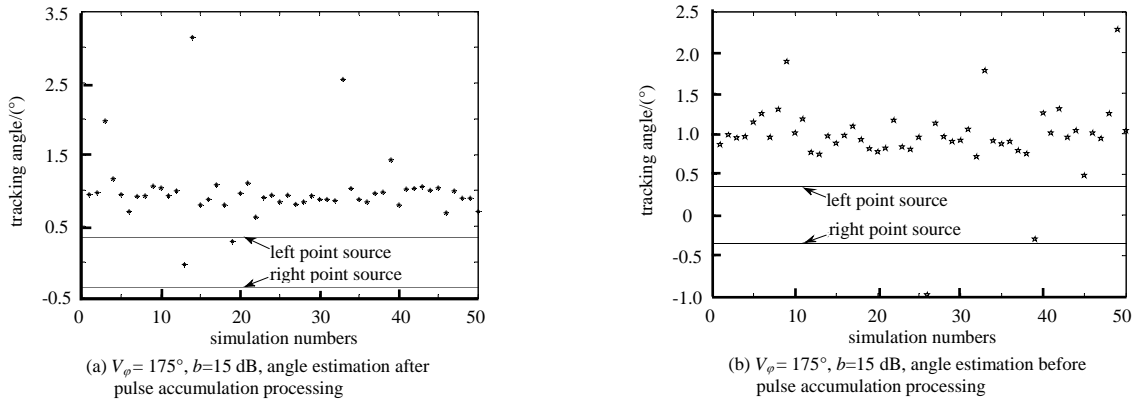 3.5
2.5
1.5
0.5
-0.5
tracking angle/(°)
left point source
right point source
0 10 20 30 40 50
simulation numbers
(a) Vφ= 175°, b=15 dB, angle estimation after
pulse accumulation processing
2.5
2.0
1.5
1.0
0.5
0
-0.5
-1.0
tracking angle/(°)
left point source
right point source
0 10 20 30 40 50
simulation numbers
(b) Vφ= 175°, b=15 dB, angle estimation before
pulse accumulation processing